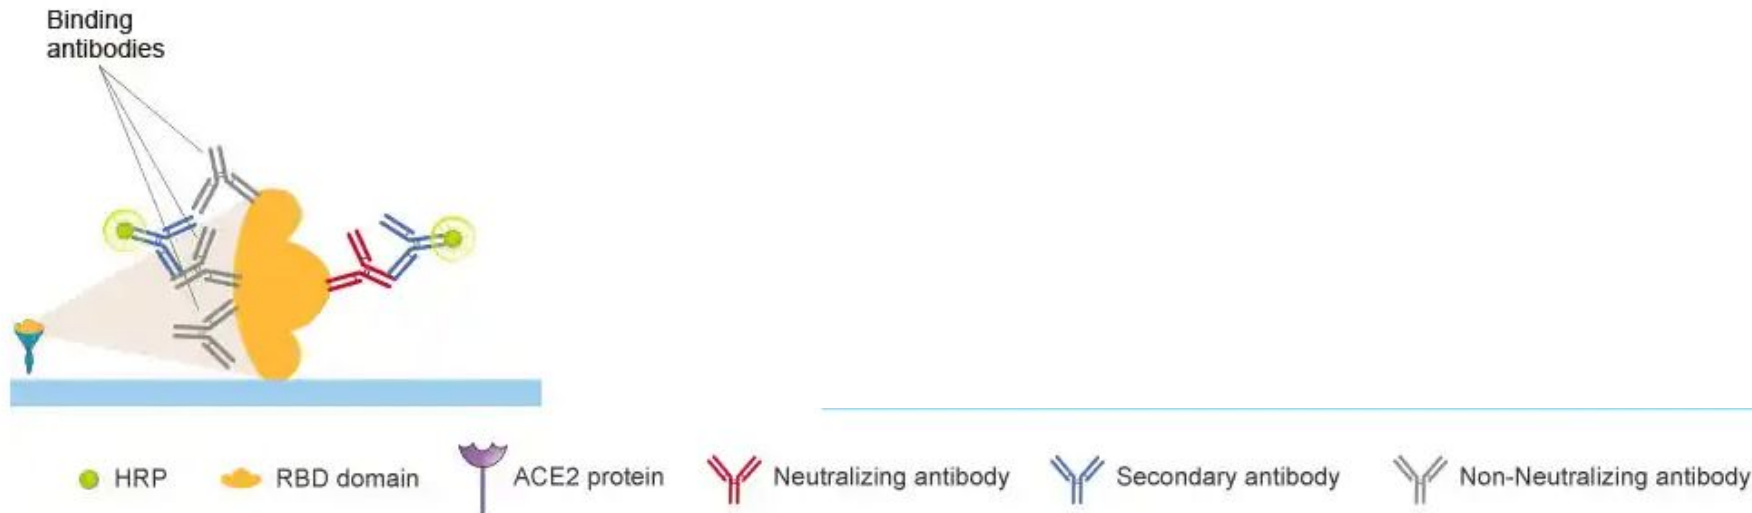 Binding
antibodies
HRP
RBD domain
ACE2 protein
Neutralizing antibody
Secondary antibody
Non-Neutralizing antibody